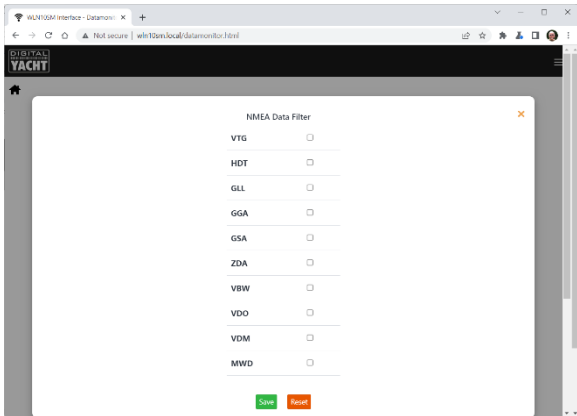 WLN10SM Interface - Datamonit
Not secure | wln10sm.local/datamonitor.html
DIGITAL
YACHT
NMEA Data Filter
VTG
HDT
GLL
GGA
GSA
ZDA
VBW
VDO
VDM
MWD
Save Reset